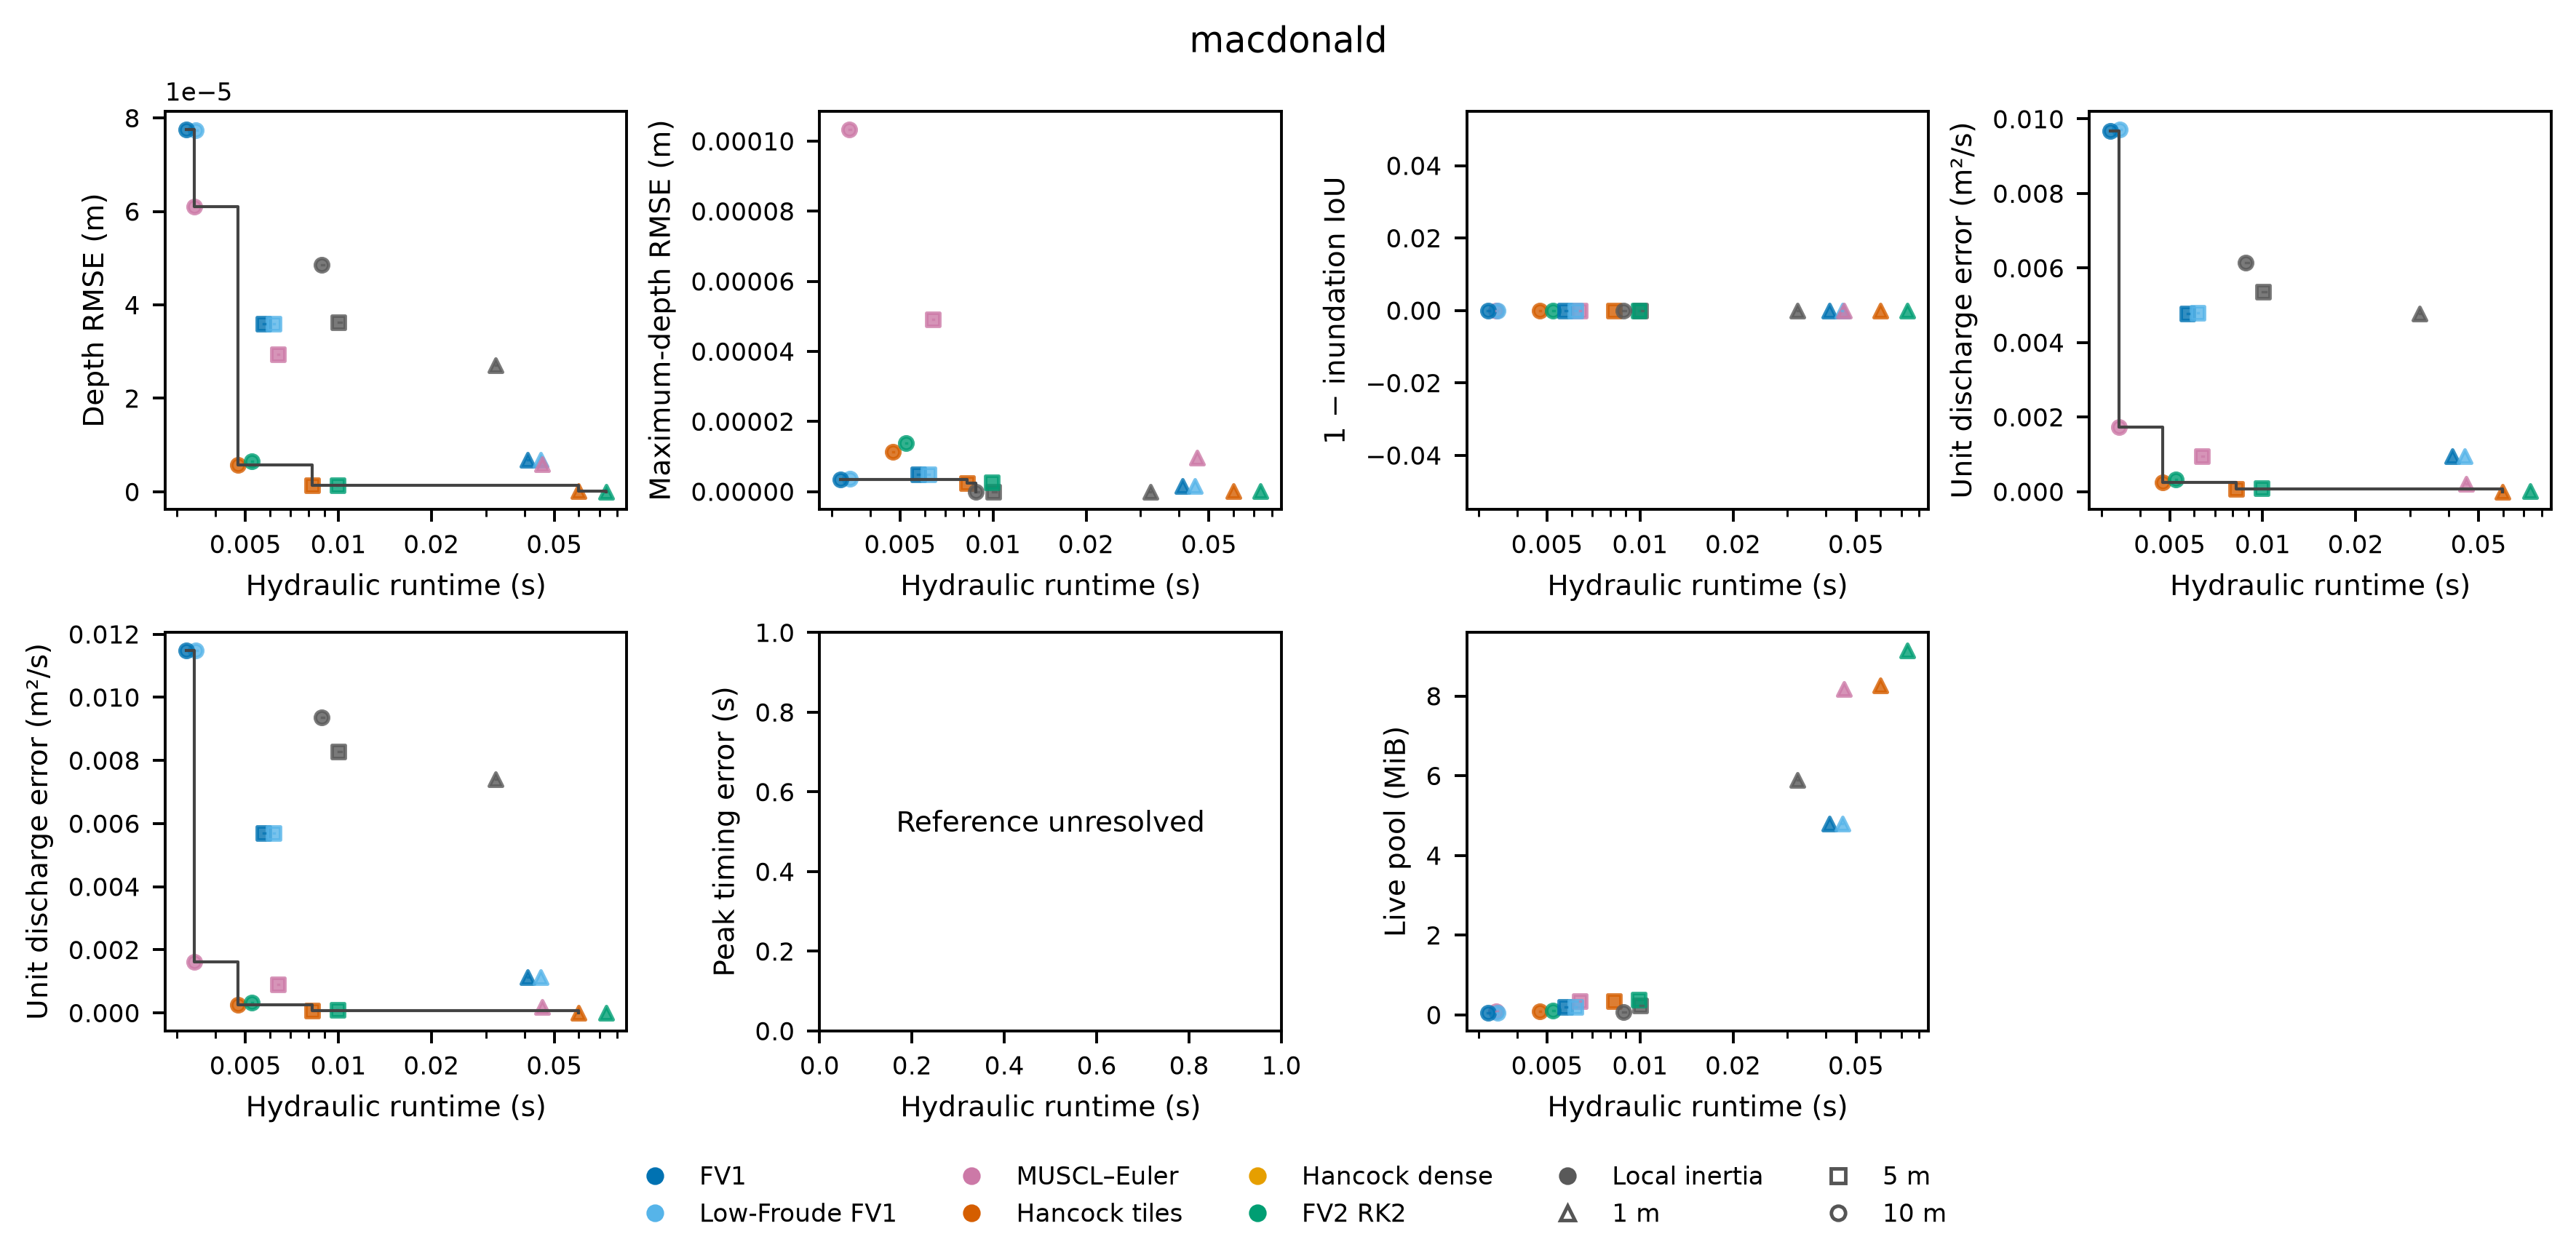 macdonald
1e−5
8
6
4
2
0
Depth RMSE (m)
0.005 0.01 0.02 0.05
Hydraulic runtime (s)
0.00010
0.00008
0.00006
0.00004
0.00002
0.00000
Maximum-depth RMSE (m)
0.005 0.01 0.02 0.05
Hydraulic runtime (s)
0.04
0.02
0.00
−0.02
−0.04
1 − inundation IoU
0.005 0.01 0.02 0.05
Hydraulic runtime (s)
0.010
0.008
0.006
0.004
0.002
0.000
Unit discharge error (m²/s)
0.005 0.01 0.02 0.05
Hydraulic runtime (s)
0.012
0.010
0.008
0.006
0.004
0.002
0.000
Unit discharge error (m²/s)
0.005 0.01 0.02 0.05
Hydraulic runtime (s)
1.0
0.8
0.6
0.4
0.2
0.0
Peak timing error (s)
Reference unresolved
0.0 0.2 0.4 0.6 0.8 1.0
Hydraulic runtime (s)
8
6
4
2
0
Live pool (MiB)
0.005 0.01 0.02 0.05
Hydraulic runtime (s)
FV1
Low-Froude FV1
MUSCL–Euler
Hancock tiles
Hancock dense
FV2 RK2
Local inertia
1 m
5 m
10 m